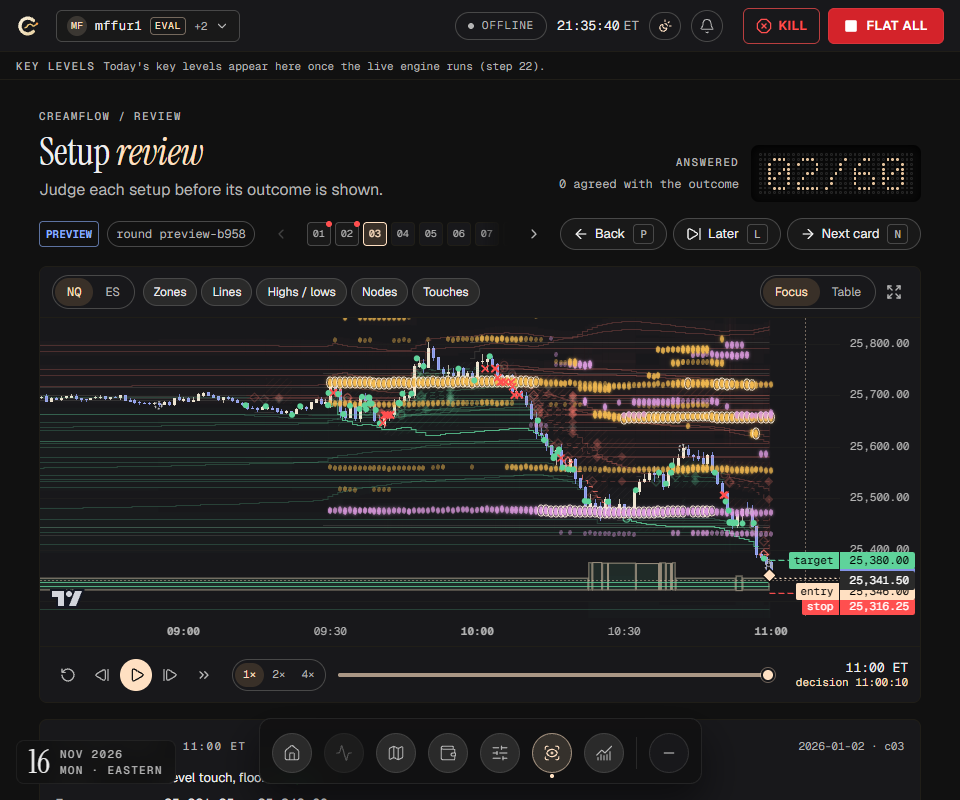 MF mffur1 EVAL +2
OFFLINE
21:35:40 ET
KILL
FLAT ALL
KEY LEVELS Today's key levels appear here once the live engine runs (step 22).
CREAMFLOW / REVIEW
Setup review
Judge each setup before its outcome is shown.
ANSWERED
0 agreed with the outcome
02/60
PREVIEW
round preview-b958
01 02 03 04 05 06 07
Back P
Later L
Next card N
NQ ES
Zones
Lines
Highs / lows
Nodes
Touches
Focus Table
25,800.00
25,700.00
25,600.00
25,500.00
25,400.00
target 25,380.00
25,341.50
entry 25,346.00
stop 25,316.25
09:00 09:30 10:00 10:30 11:00
1× 2× 4×
11:00 ET
decision 11:00:10
11:00 ET
2026-01-02 · c03
16 NOV 2026
MON · EASTERN
evel touch, floo